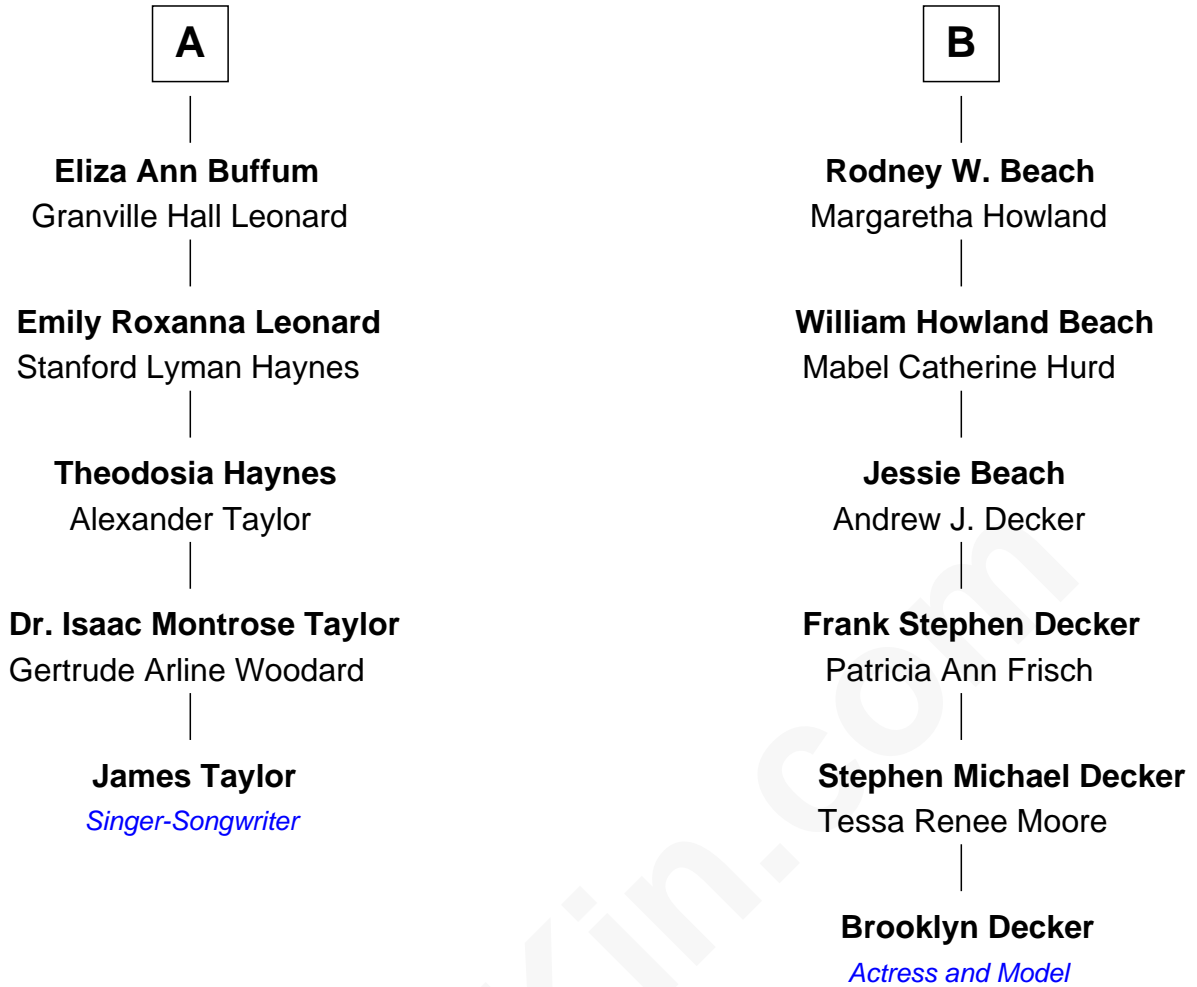 A
Eliza Ann Buffum
Granville Hall Leonard
Emily Roxanna Leonard
Stanford Lyman Haynes
Theodosia Haynes
Alexander Taylor
Dr. Isaac Montrose Taylor
Gertrude Arline Woodard
James Taylor
Singer-Songwriter
B
Rodney W. Beach
Margaretha Howland
William Howland Beach
Mabel Catherine Hurd
Jessie Beach
Andrew J. Decker
Frank Stephen Decker
Patricia Ann Frisch
Stephen Michael Decker
Tessa Renee Moore
Brooklyn Decker
Actress and Model